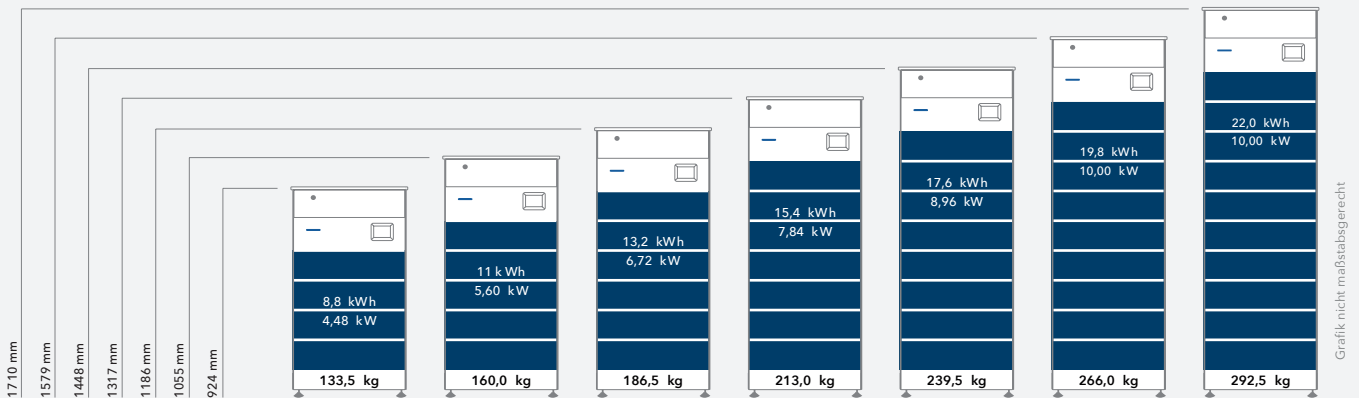 22,0 kWh
10,00 kW
19,8 kWh
10,00 kW
17,6 kWh
8,96 kW
15,4 kWh
7,84 kW
13,2 kWh
6,72 kW
11 k Wh
5,60 kW
8,8 kWh
4,48 kW
1710 mm
1579 mm
1448 mm
1317 mm
1186 mm
1055 mm
924 mm
133,5 kg
160,0 kg
186,5 kg
213,0 kg
239,5 kg
266,0 kg
292,5 kg
Grafik nicht maßstabsgerecht